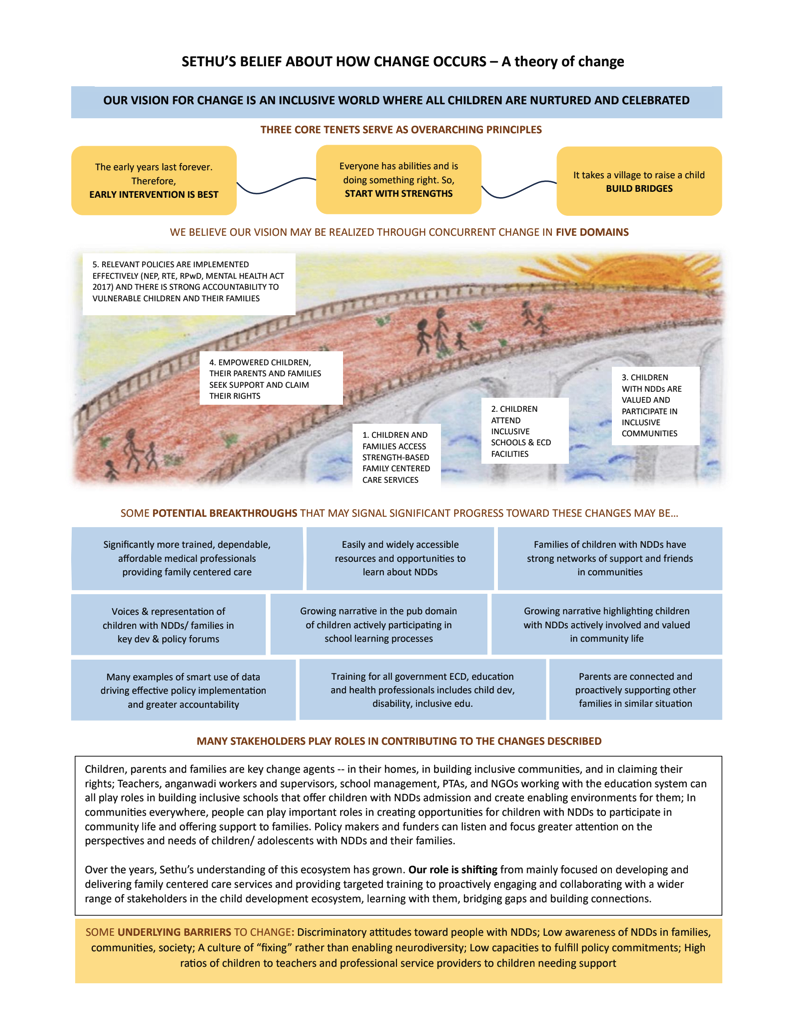 SETHU'S BELIEF ABOUT HOW CHANGE OCCURS – A theory of change
OUR VISION FOR CHANGE IS AN INCLUSIVE WORLD WHERE ALL CHILDREN ARE NURTURED AND CELEBRATED
THREE CORE TENETS SERVE AS OVERARCHING PRINCIPLES
The early years last forever.
Therefore,
EARLY INTERVENTION IS BEST
Everyone has abilities and is
doing something right. So,
START WITH STRENGTHS
It takes a village to raise a child
BUILD BRIDGES
WE BELIEVE OUR VISION MAY BE REALIZED THROUGH CONCURRENT CHANGE IN FIVE DOMAINS
5. RELEVANT POLICIES ARE IMPLEMENTED
EFFECTIVELY (NEP, RTE, RPwD, MENTAL HEALTH ACT
2017) AND THERE IS STRONG ACCOUNTABILITY TO
VULNERABLE CHILDREN AND THEIR FAMILIES
4. EMPOWERED CHILDREN,
THEIR PARENTS AND FAMILIES
SEEK SUPPORT AND CLAIM
THEIR RIGHTS
1. CHILDREN AND
FAMILIES ACCESS
STRENGTH-BASED
FAMILY CENTERED
CARE SERVICES
2. CHILDREN
ATTEND
INCLUSIVE
SCHOOLS & ECD
FACILITIES
3. CHILDREN
WITH NDDs ARE
VALUED AND
PARTICIPATE IN
INCLUSIVE
COMMUNITIES
SOME POTENTIAL BREAKTHROUGHS THAT MAY SIGNAL SIGNIFICANT PROGRESS TOWARD THESE CHANGES MAY BE…
Significantly more trained, dependable,
affordable medical professionals
providing family centered care
Easily and widely accessible
resources and opportunities to
learn about NDDs
Families of children with NDDs have
strong networks of support and friends
in communities
Voices & representation of
children with NDDs/ families in
key dev & policy forums
Growing narrative in the pub domain
of children actively participating in
school learning processes
Growing narrative highlighting children
with NDDs actively involved and valued
in community life
Many examples of smart use of data
driving effective policy implementation
and greater accountability
Training for all government ECD, education
and health professionals includes child dev,
disability, inclusive edu.
Parents are connected and
proactively supporting other
families in similar situation
MANY STAKEHOLDERS PLAY ROLES IN CONTRIBUTING TO THE CHANGES DESCRIBED
Children, parents and families are key change agents -- in their homes, in building inclusive communities, and in claiming their
rights; Teachers, anganwadi workers and supervisors, school management, PTAs, and NGOs working with the education system can
all play roles in building inclusive schools that offer children with NDDs admission and create enabling environments for them; In
communities everywhere, people can play important roles in creating opportunities for children with NDDs to participate in
community life and offering support to families. Policy makers and funders can listen and focus greater attention on the
perspectives and needs of children/ adolescents with NDDs and their families.
Over the years, Sethu's understanding of this ecosystem has grown. Our role is shifting from mainly focused on developing and
delivering family centered care services and providing targeted training to proactively engaging and collaborating with a wider
range of stakeholders in the child development ecosystem, learning with them, bridging gaps and building connections.
SOME UNDERLYING BARRIERS TO CHANGE: Discriminatory attitudes toward people with NDDs; Low awareness of NDDs in families,
communities, society; A culture of "fixing" rather than enabling neurodiversity; Low capacities to fulfill policy commitments; High
ratios of children to teachers and professional service providers to children needing support